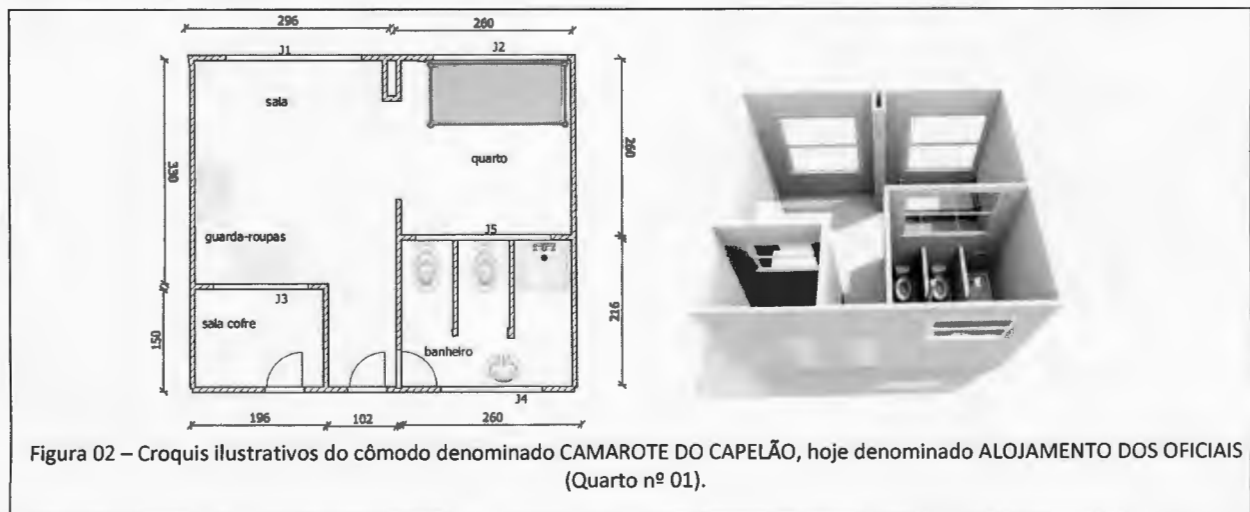 296
260
J1
J2
sala
330
quarto
260
guarda-roupas
J5
J3
sala cofre
150
216
banheiro
J4
196
102
260
Figura 02 – Croquis ilustrativos do cômodo denominado CAMAROTE DO CAPELÃO, hoje denominado ALOJAMENTO DOS OFICIAIS
(Quarto nº 01).